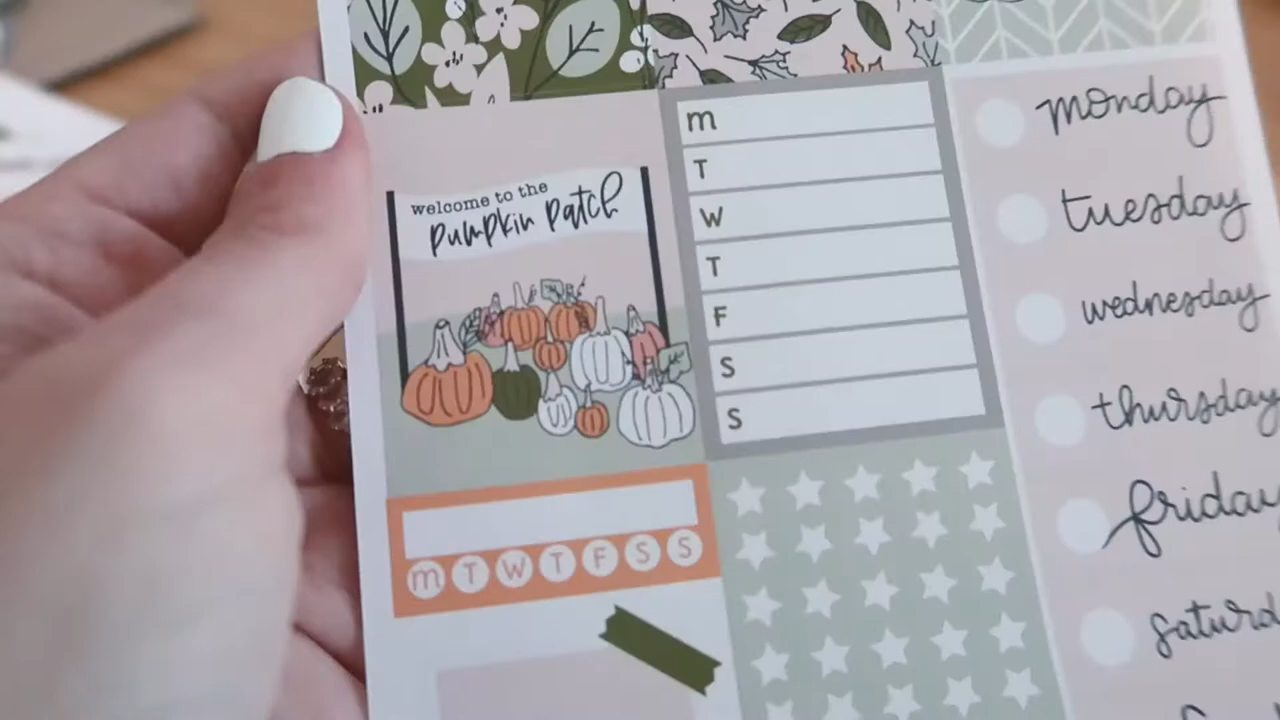 welcome to the
pumpkin patch
m
T
W
T
F
S
S
m T W T F S S
monday
tuesday
wednesday
thursday
friday
saturd